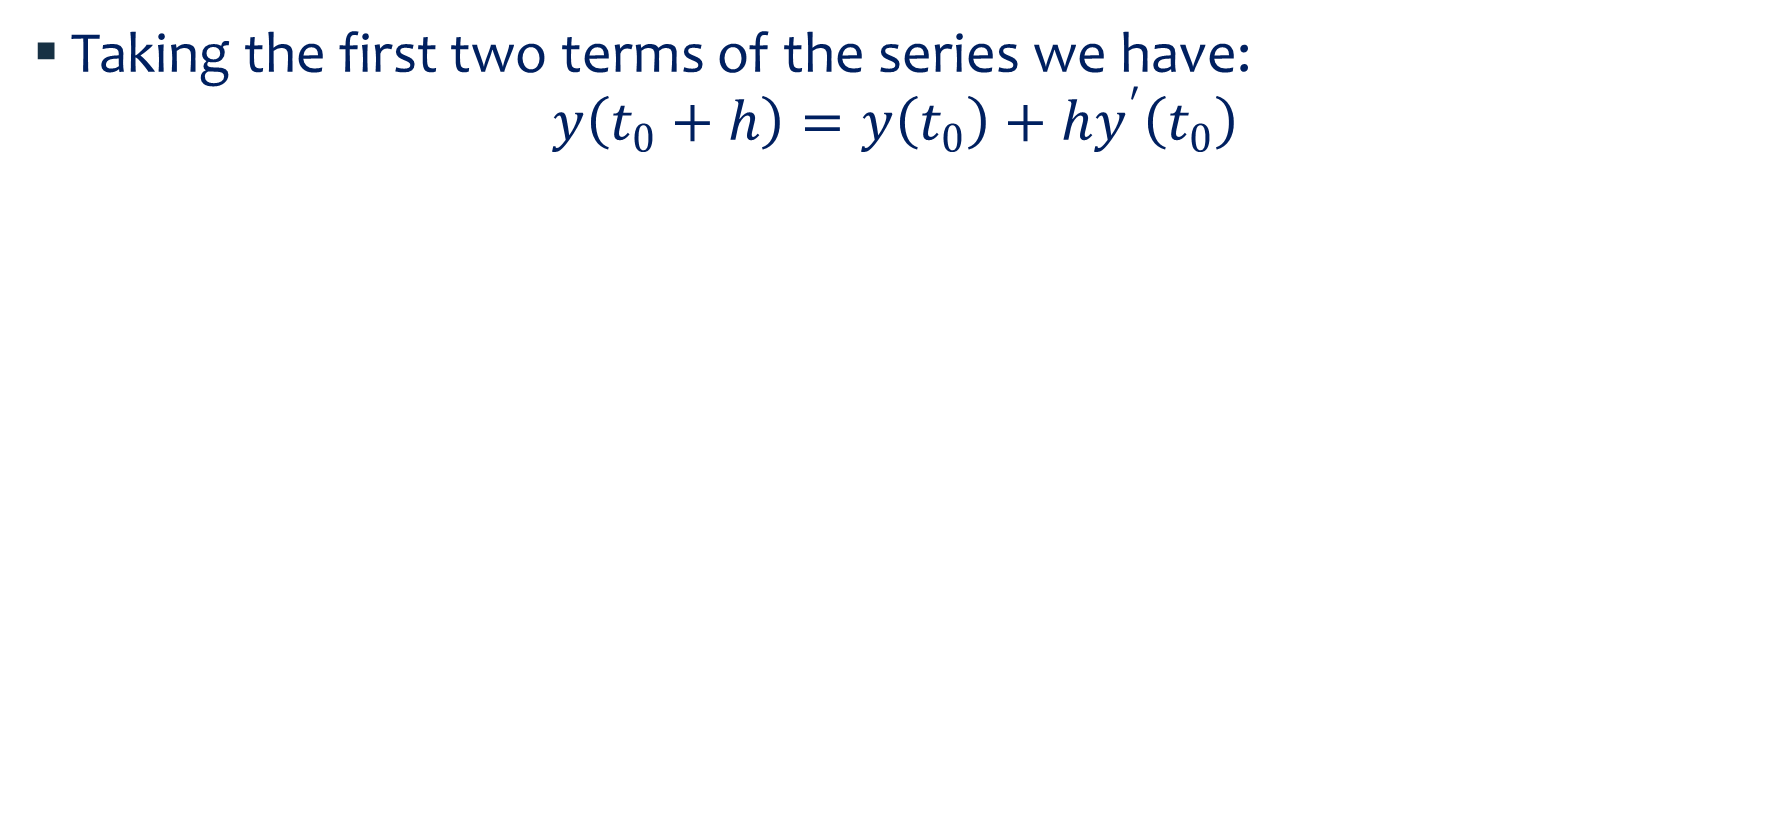 ▪ Taking the first two terms of the series we have:
𝑦(𝑡₀ + ℎ) = 𝑦(𝑡₀) + ℎ𝑦′(𝑡₀)